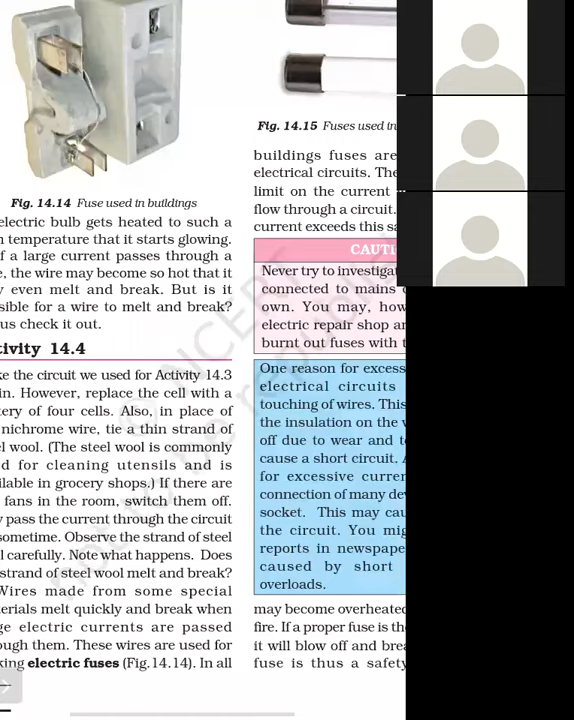 Fig. 14.14 Fuse used in buildings
electric bulb gets heated to such a
temperature that it starts glowing.
f a large current passes through a
the wire may become so hot that it
even melt and break. But is it
sible for a wire to melt and break?
us check it out.
tivity 14.4
ke the circuit we used for Activity 14.3
in. However, replace the cell with a
tery of four cells. Also, in place of
nichrome wire, tie a thin strand of
el wool. (The steel wool is commonly
d for cleaning utensils and is
ilable in grocery shops.) If there are
fans in the room, switch them off.
pass the current through the circuit
sometime. Observe the strand of steel
l carefully. Note what happens. Does
strand of steel wool melt and break?
Wires made from some special
terials melt quickly and break when
ge electric currents are passed
ough them. These wires are used for
king electric fuses (Fig.14.14). In all
Fig. 14.15 Fuses used in
buildings fuses are
electrical circuits. The
limit on the current
flow through a circuit.
current exceeds this sa
CAUTI
Never try to investigat
connected to mains
own. You may, how
electric repair shop an
burnt out fuses with t
One reason for excess
electrical circuits
touching of wires. This
the insulation on the w
off due to wear and te
cause a short circuit. A
for excessive curren
connection of many dev
socket. This may cau
the circuit. You mig
reports in newspape
caused by short
overloads.
may become overheated
fire. If a proper fuse is the
it will blow off and brea
fuse is thus a safety
© NCERT
not to be republished